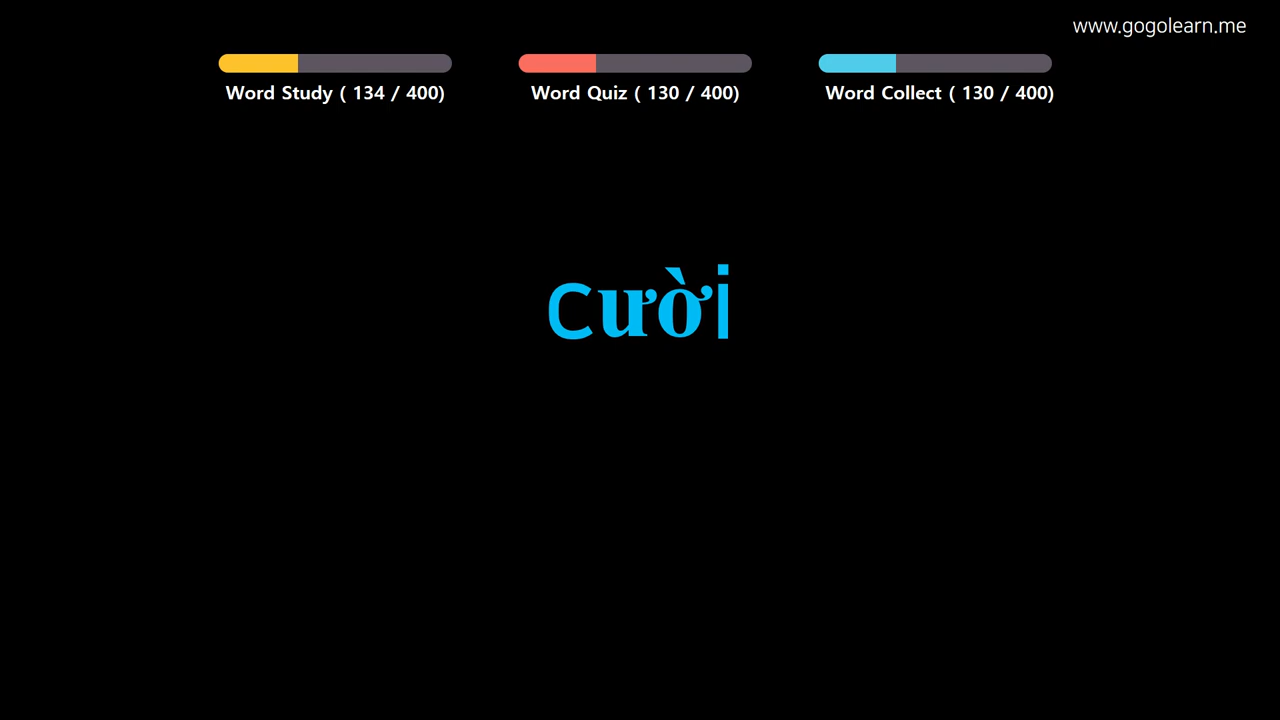 www.gogolearn.me
Word Study ( 134 / 400)
Word Quiz ( 130 / 400)
Word Collect ( 130 / 400)
cười